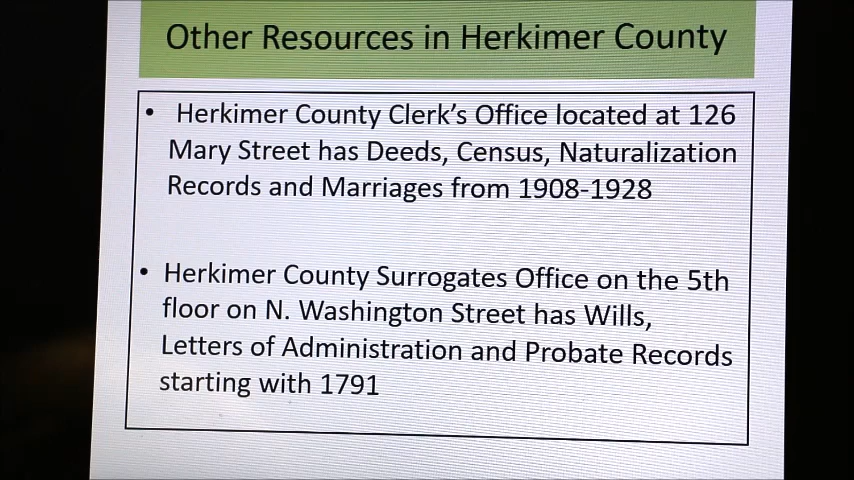 Other Resources in Herkimer County
• Herkimer County Clerk's Office located at 126
Mary Street has Deeds, Census, Naturalization
Records and Marriages from 1908-1928
• Herkimer County Surrogates Office on the 5th
floor on N. Washington Street has Wills,
Letters of Administration and Probate Records
starting with 1791